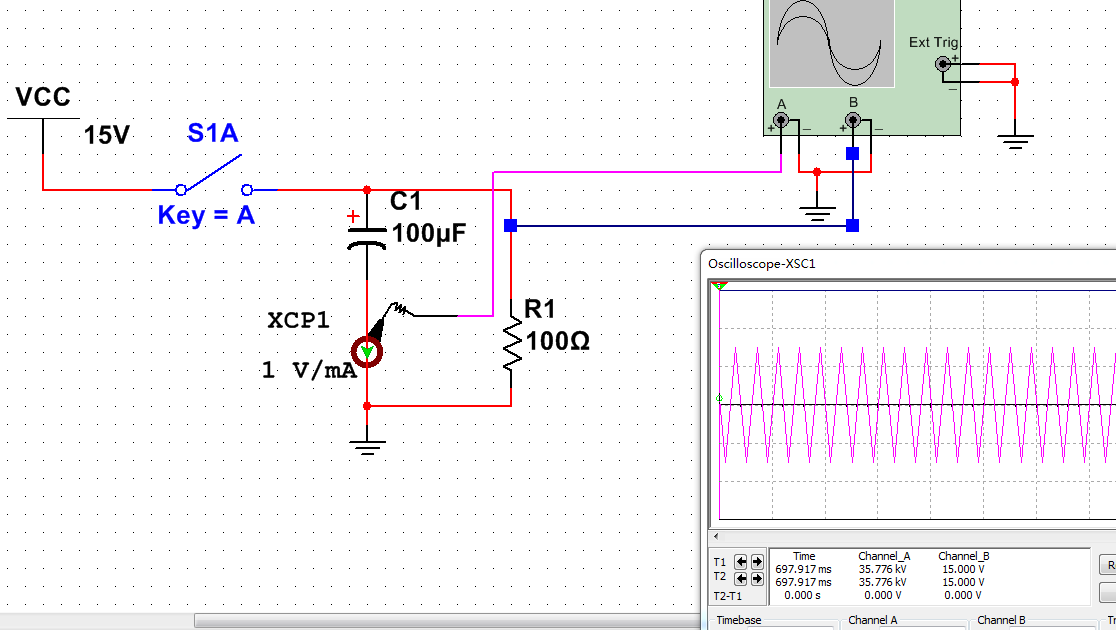 Ext Trig
+
−
A
B
+ − + −
VCC
15V
S1A
Key = A
C1
+
100µF
XCP1
1 V/mA
R1
100Ω
Oscilloscope-XSC1
Time Channel_A Channel_B
T1 697.917 ms 35.776 kV 15.000 V
T2 697.917 ms 35.776 kV 15.000 V
T2-T1 0.000 s 0.000 V 0.000 V
Timebase Channel A Channel B